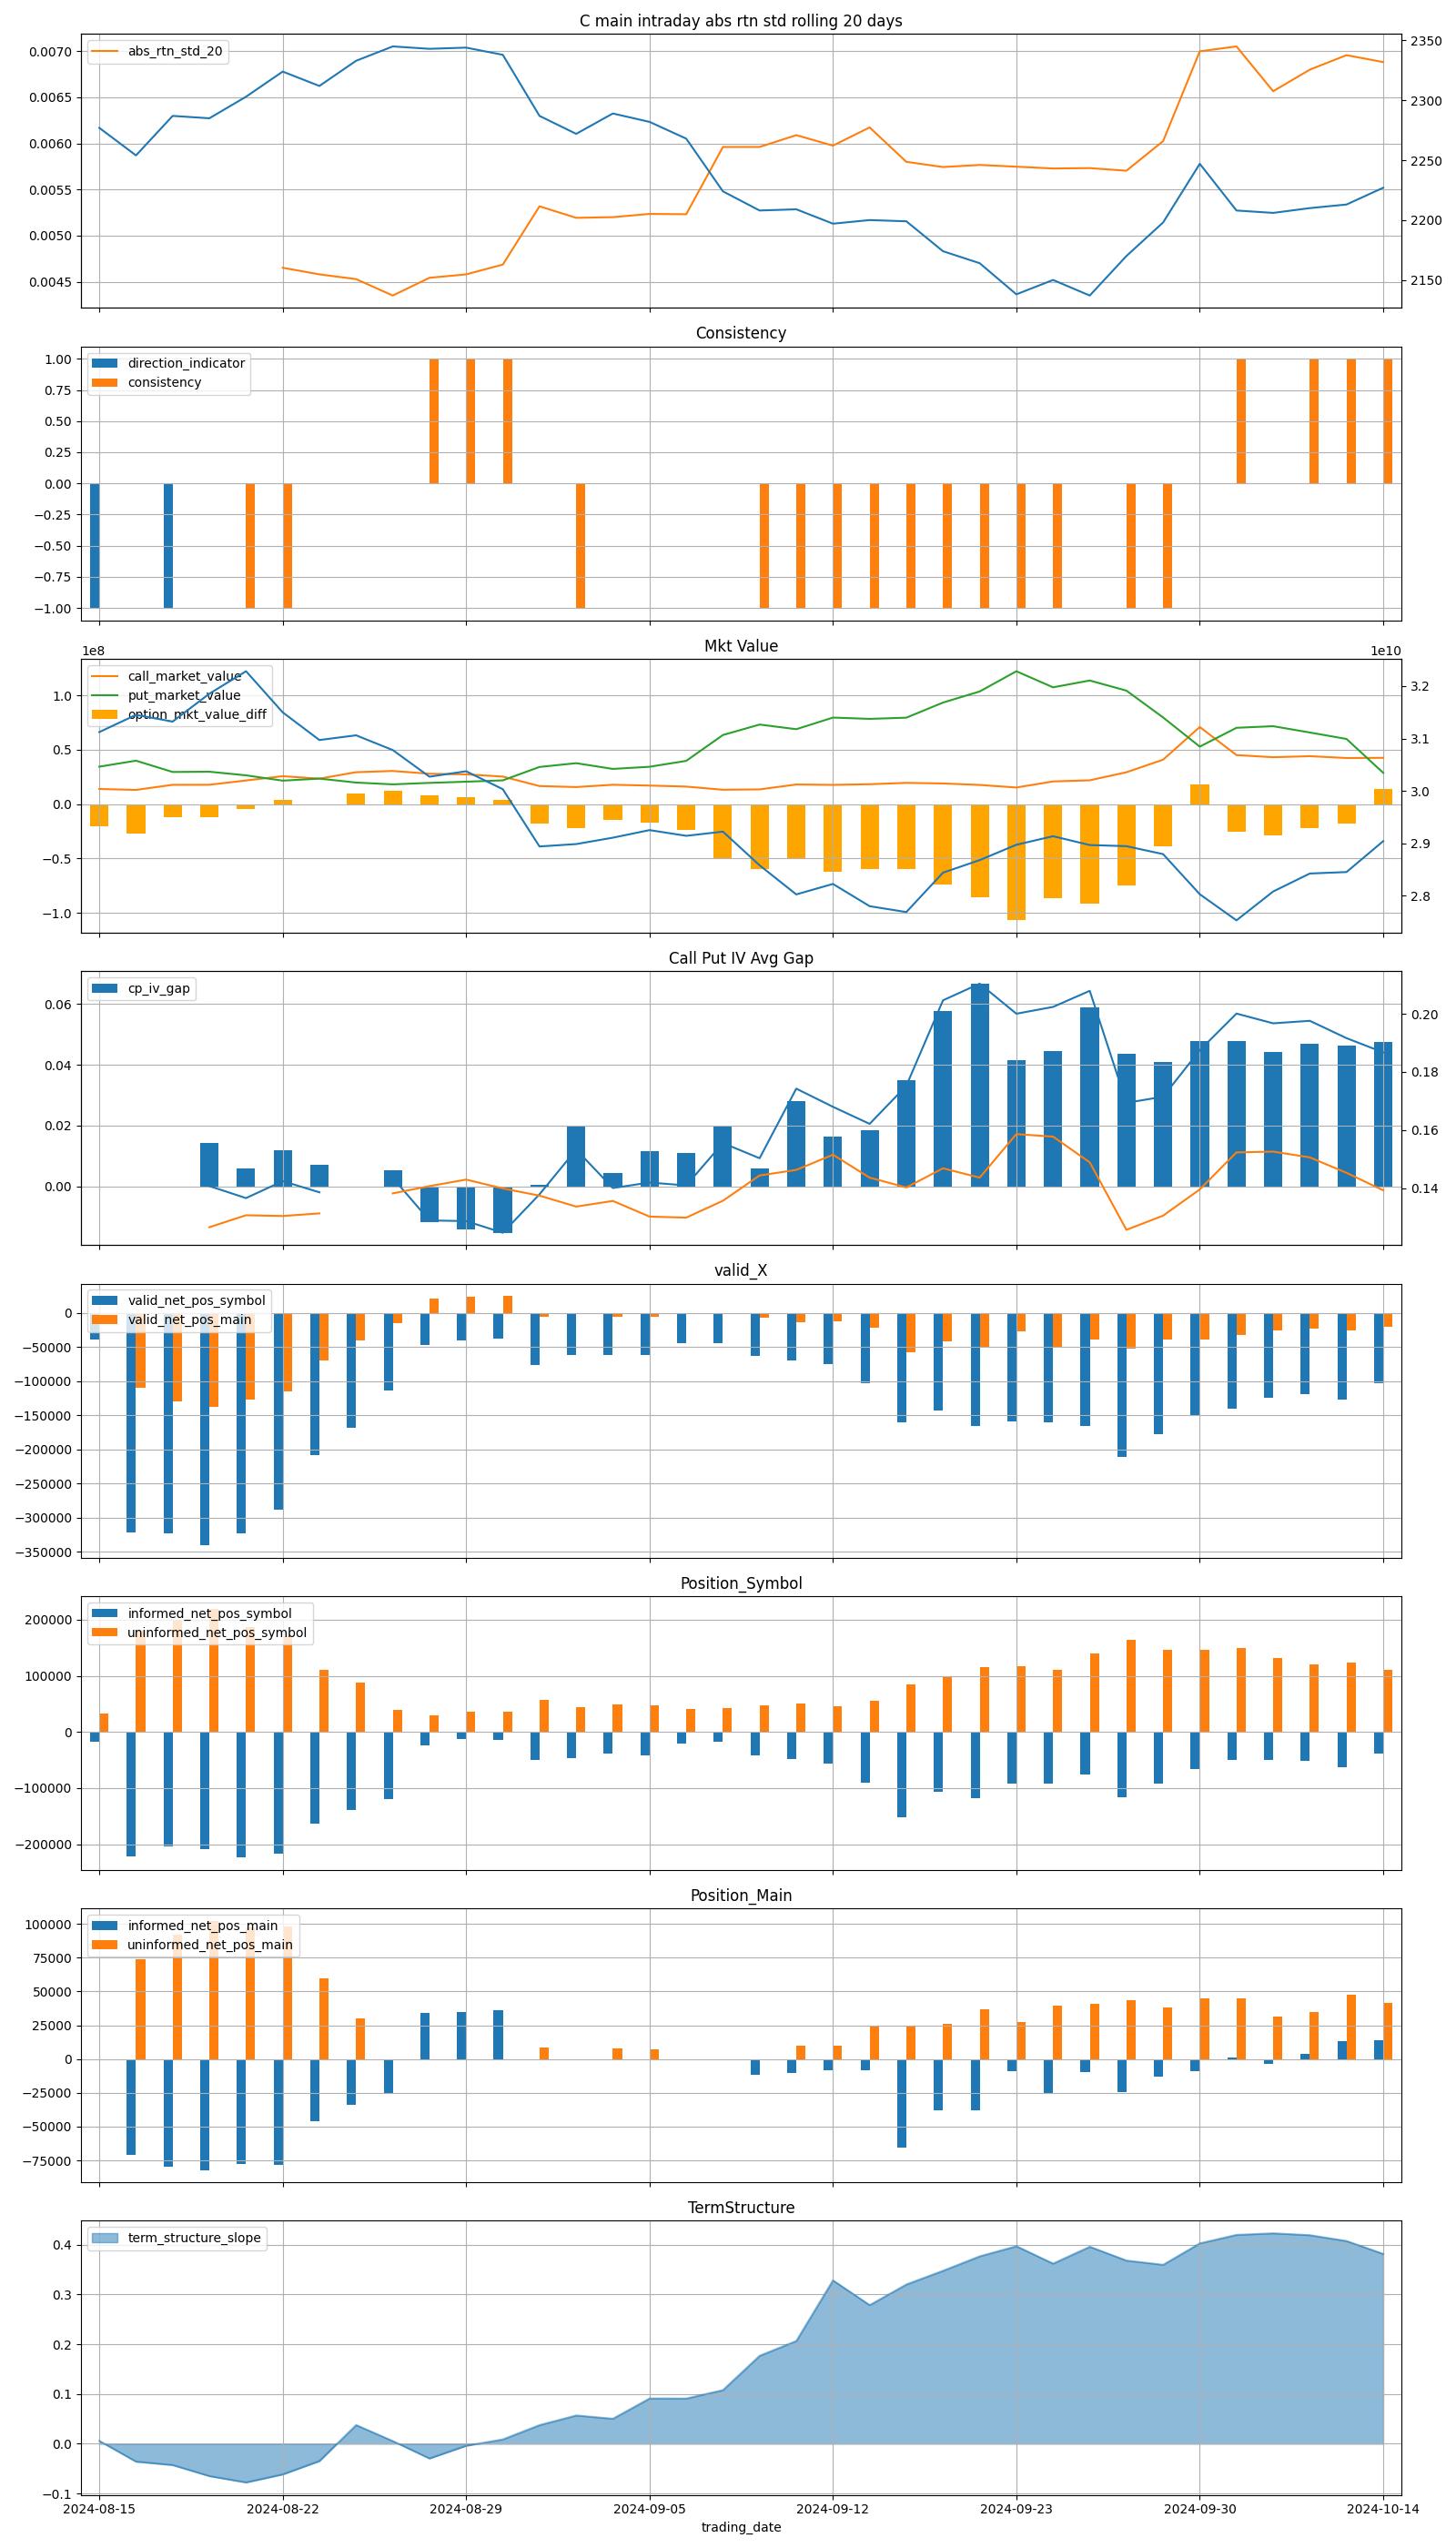 C main intraday abs rtn std rolling 20 days
abs_rtn_std_20
0.0070
0.0065
0.0060
0.0055
0.0050
0.0045
2350
2300
2250
2200
2150
Consistency
direction_indicator
consistency
1.00
0.75
0.50
0.25
0.00
−0.25
−0.50
−0.75
−1.00
Mkt Value
1e8
1e10
call_market_value
put_market_value
option_mkt_value_diff
1.0
0.5
0.0
−0.5
−1.0
3.2
3.1
3.0
2.9
2.8
Call Put IV Avg Gap
cp_iv_gap
0.06
0.04
0.02
0.00
0.20
0.18
0.16
0.14
valid_X
valid_net_pos_symbol
valid_net_pos_main
0
−50000
−100000
−150000
−200000
−250000
−300000
−350000
Position_Symbol
informed_net_pos_symbol
uninformed_net_pos_symbol
200000
100000
0
−100000
−200000
Position_Main
informed_net_pos_main
uninformed_net_pos_main
100000
75000
50000
25000
0
−25000
−50000
−75000
TermStructure
term_structure_slope
0.4
0.3
0.2
0.1
0.0
−0.1
2024-08-15 2024-08-22 2024-08-29 2024-09-05 2024-09-12 2024-09-23 2024-09-30 2024-10-14
trading_date